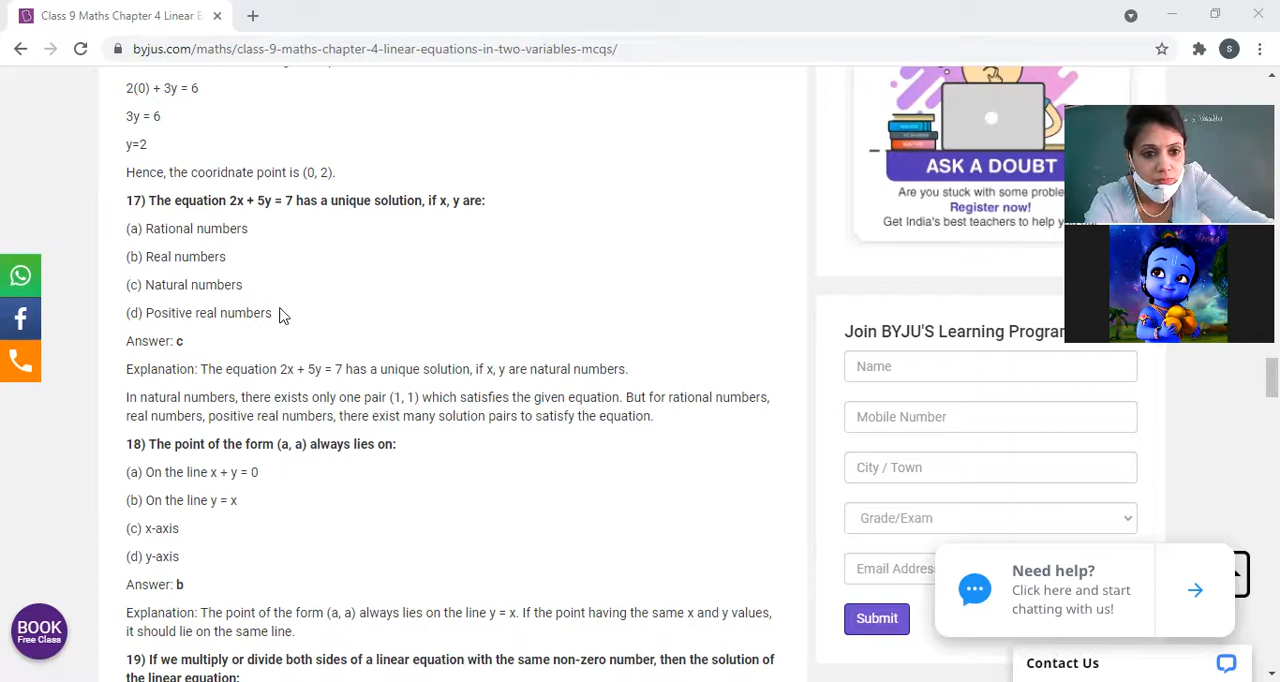 Class 9 Maths Chapter 4 Linear E
byjus.com/maths/class-9-maths-chapter-4-linear-equations-in-two-variables-mcqs/
S
2(0) + 3y = 6
3y = 6
y=2
Hence, the cooridnate point is (0, 2).
17) The equation 2x + 5y = 7 has a unique solution, if x, y are:
(a) Rational numbers
(b) Real numbers
(c) Natural numbers
(d) Positive real numbers
Answer: c
Explanation: The equation 2x + 5y = 7 has a unique solution, if x, y are natural numbers.
In natural numbers, there exists only one pair (1, 1) which satisfies the given equation. But for rational numbers,
real numbers, positive real numbers, there exist many solution pairs to satisfy the equation.
18) The point of the form (a, a) always lies on:
(a) On the line x + y = 0
(b) On the line y = x
(c) x-axis
(d) y-axis
Answer: b
Explanation: The point of the form (a, a) always lies on the line y = x. If the point having the same x and y values,
it should lie on the same line.
19) If we multiply or divide both sides of a linear equation with the same non-zero number, then the solution of
the linear equation:
ASK A DOUBT
Are you stuck with some proble
Register now!
Get India's best teachers to help yo
Join BYJU'S Learning Program
Name
Mobile Number
City / Town
Grade/Exam
Email Addres
Submit
Need help?
Click here and start
chatting with us!
Contact Us
BOOK
Free Class